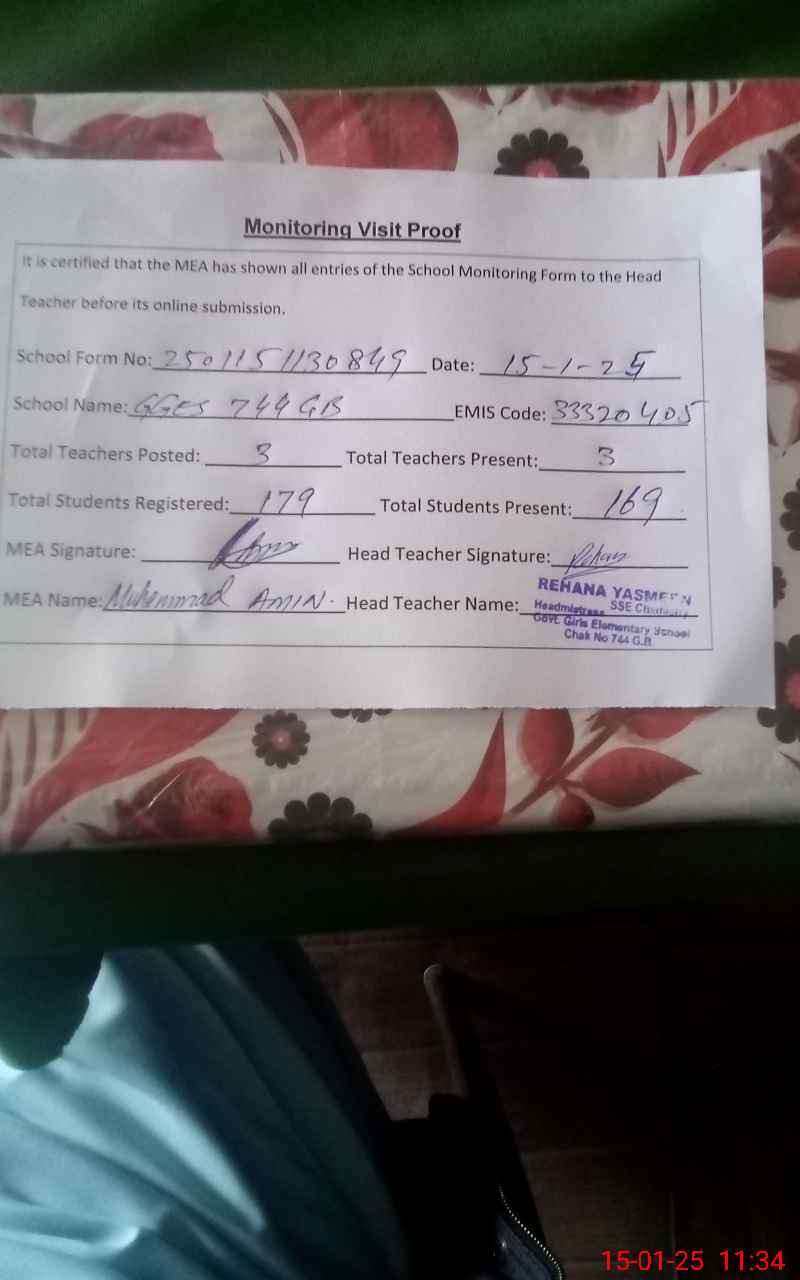 Monitoring Visit Proof
It is certified that the MEA has shown all entries of the School Monitoring Form to the Head
Teacher before its online submission.
School Form No: 2501151130849 Date: 15-1-25
School Name: GGES 744 GB EMIS Code: 33320405
Total Teachers Posted: 3 Total Teachers Present: 3
Total Students Registered: 179 Total Students Present: 169
MEA Signature: Head Teacher Signature:
MEA Name: Muhammad AMIN. Head Teacher Name:
REHANA YASMEEN
Headmistress SSE Chemistry
Govt. Girls Elementary School
Chak No 744 G.B.
15-01-25 11:34